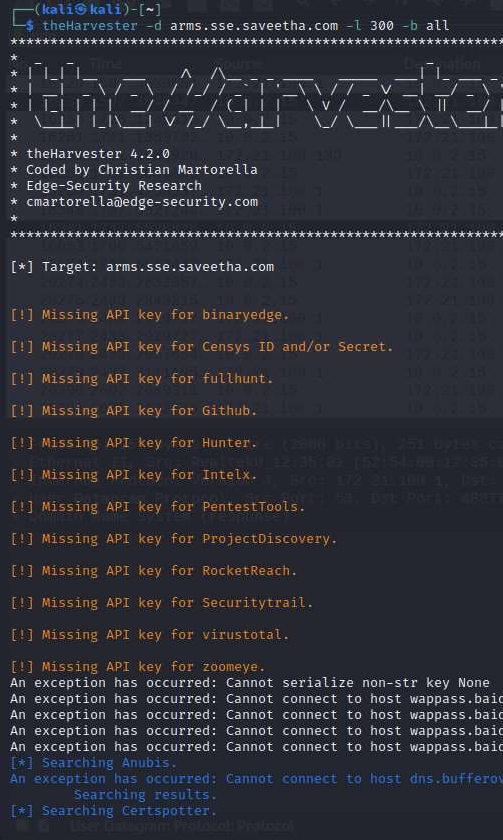 ┌──(kali㉿kali)-[~]
└─$ theHarvester -d arms.sse.saveetha.com -l 300 -b all
*******************************************************************
*
* theHarvester 4.2.0
* Coded by Christian Martorella
* Edge-Security Research
* cmartorella@edge-security.com
*
*******************************************************************
[*] Target: arms.sse.saveetha.com
[!] Missing API key for binaryedge.
[!] Missing API key for Censys ID and/or Secret.
[!] Missing API key for fullhunt.
[!] Missing API key for Github.
[!] Missing API key for Hunter.
[!] Missing API key for Intelx.
[!] Missing API key for PentestTools.
[!] Missing API key for ProjectDiscovery.
[!] Missing API key for RocketReach.
[!] Missing API key for Securitytrail.
[!] Missing API key for virustotal.
[!] Missing API key for zoomeye.
An exception has occurred: Cannot serialize non-str key None
An exception has occurred: Cannot connect to host wappass.baid
An exception has occurred: Cannot connect to host wappass.baid
An exception has occurred: Cannot connect to host wappass.baid
An exception has occurred: Cannot connect to host wappass.baid
[*] Searching Anubis.
An exception has occurred: Cannot connect to host dns.bufferov
Searching results.
[*] Searching Certspotter.
User Datagram Protocol: Protocol